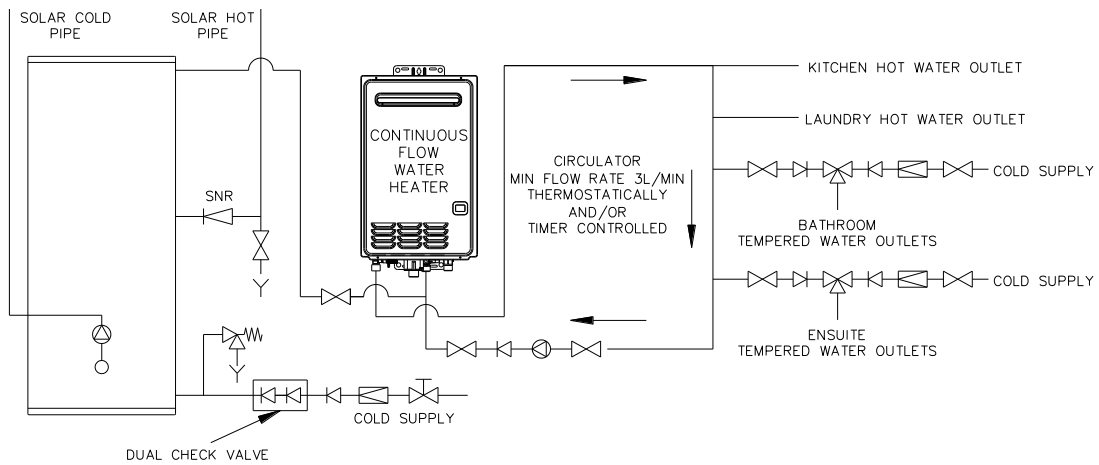 SOLAR COLD
PIPE
SOLAR HOT
PIPE
CONTINUOUS
FLOW
WATER
HEATER
KITCHEN HOT WATER OUTLET
LAUNDRY HOT WATER OUTLET
CIRCULATOR
MIN FLOW RATE 3L/MIN
THERMOSTATICALLY
AND/OR
TIMER CONTROLLED
COLD SUPPLY
SNR
BATHROOM
TEMPERED WATER OUTLETS
COLD SUPPLY
ENSUITE
TEMPERED WATER OUTLETS
COLD SUPPLY
DUAL CHECK VALVE